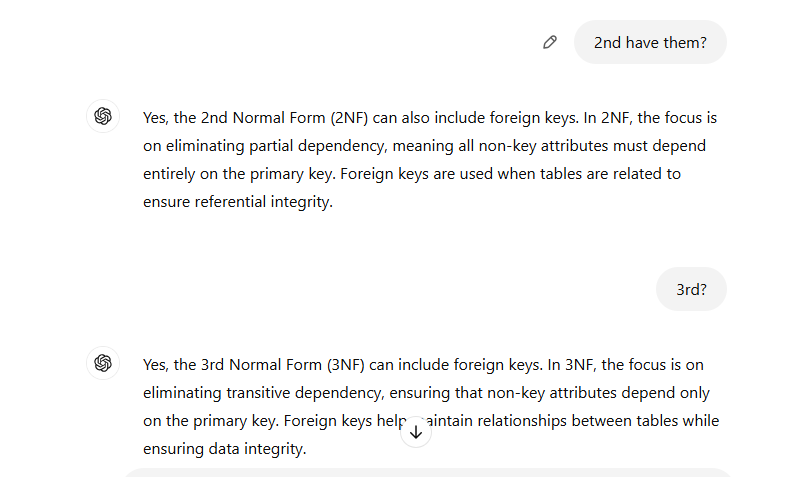 2nd have them?
Yes, the 2nd Normal Form (2NF) can also include foreign keys. In 2NF, the focus is
on eliminating partial dependency, meaning all non-key attributes must depend
entirely on the primary key. Foreign keys are used when tables are related to
ensure referential integrity.
3rd?
Yes, the 3rd Normal Form (3NF) can include foreign keys. In 3NF, the focus is on
eliminating transitive dependency, ensuring that non-key attributes depend only
on the primary key. Foreign keys help maintain relationships between tables while
ensuring data integrity.